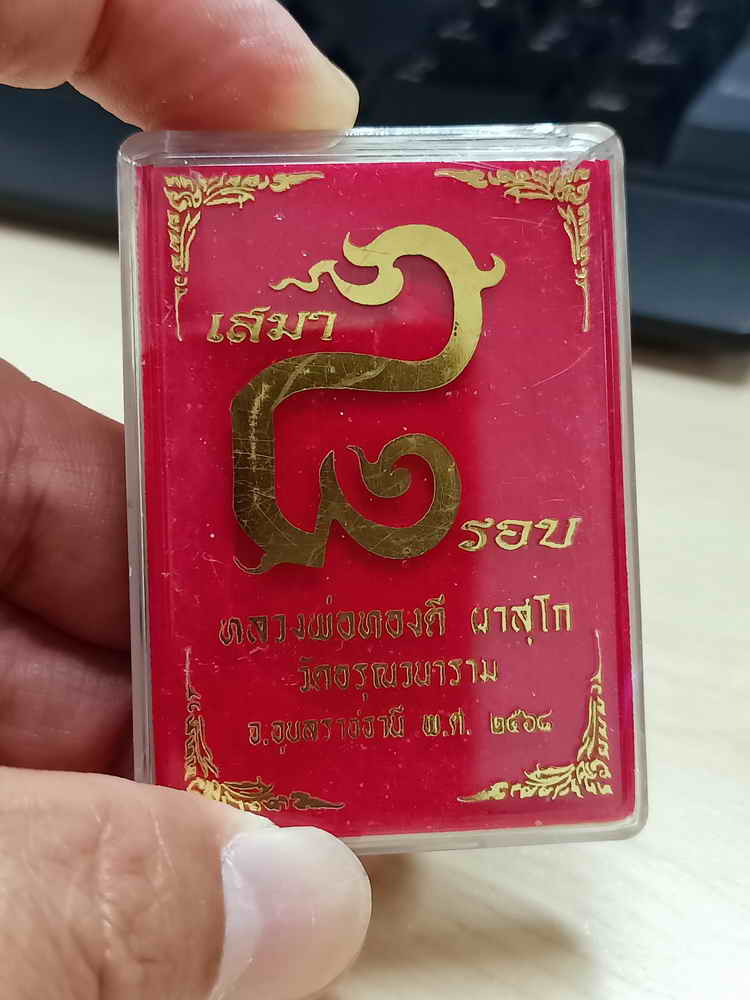 เสมา
๘
รอบ
หลวงพ่อทองดี ผาสุโก
วัดอรุณวนาราม
จ.อุบลราชธานี พ.ศ. ๒๕๖๘